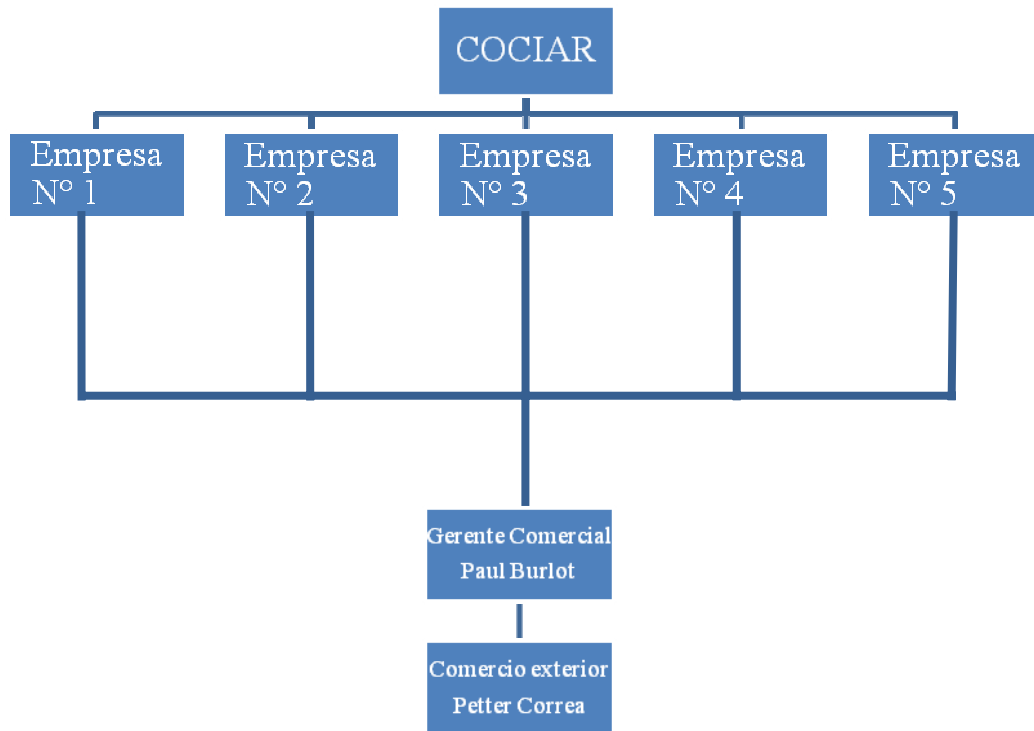 COCIAR
Empresa
N° 1
Empresa
N° 2
Empresa
N° 3
Empresa
N° 4
Empresa
N° 5
Gerente Comercial
Paul Burlot
Comercio exterior
Petter Correa